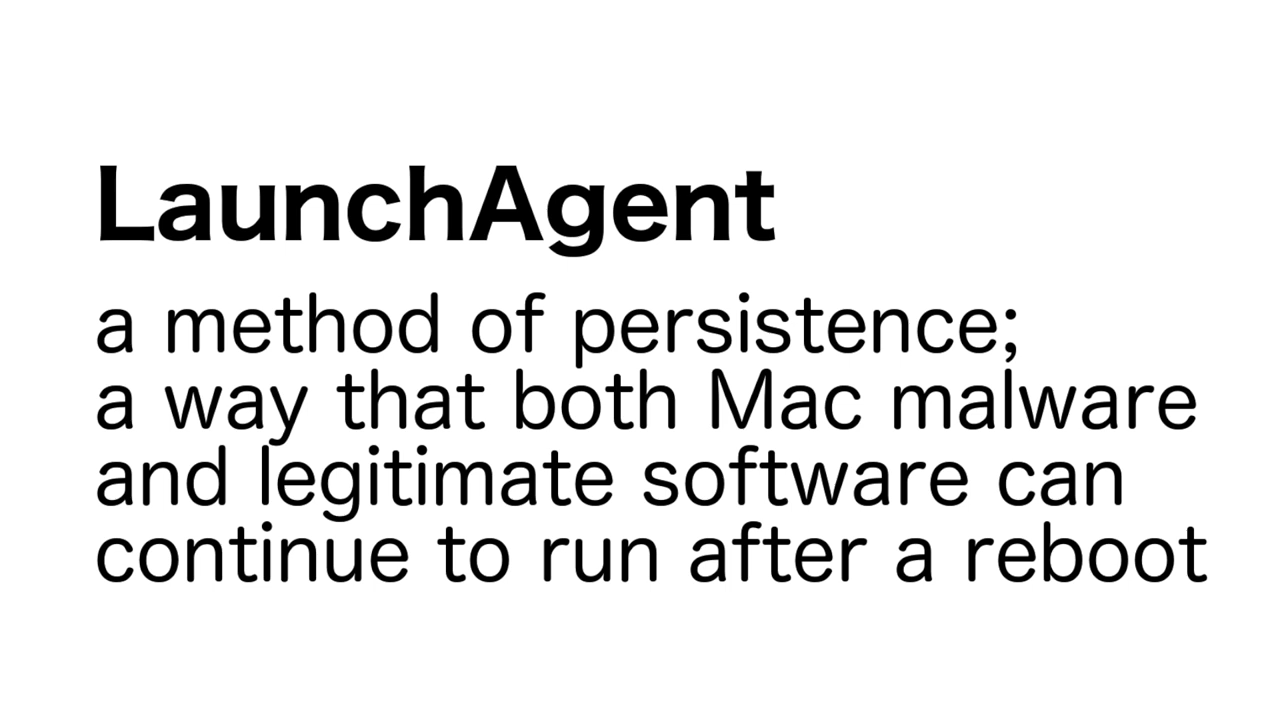 LaunchAgent
a method of persistence;
a way that both Mac malware
and legitimate software can
continue to run after a reboot